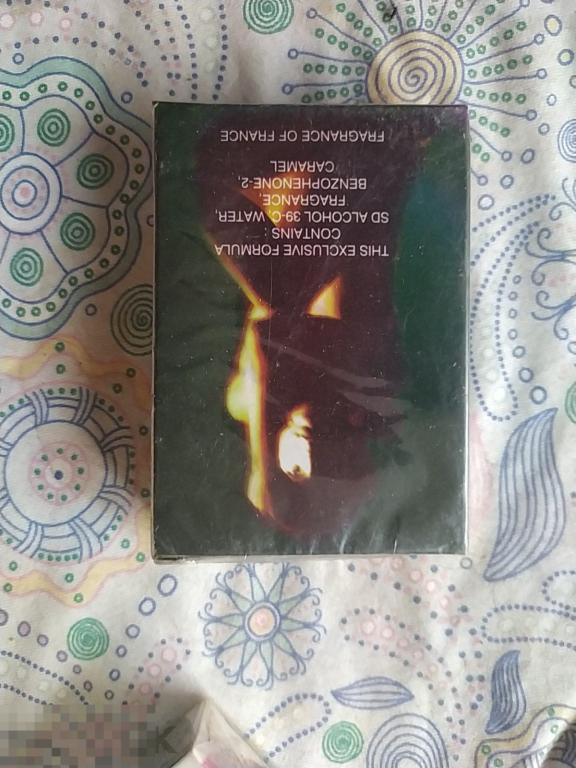 THIS EXCLUSIVE FORMULA
CONTAINS :
SD ALCOHOL 39-C, WATER,
FRAGRANCE,
BENZOPHENONE-2,
CARAMEL
FRAGRANCE OF FRANCE